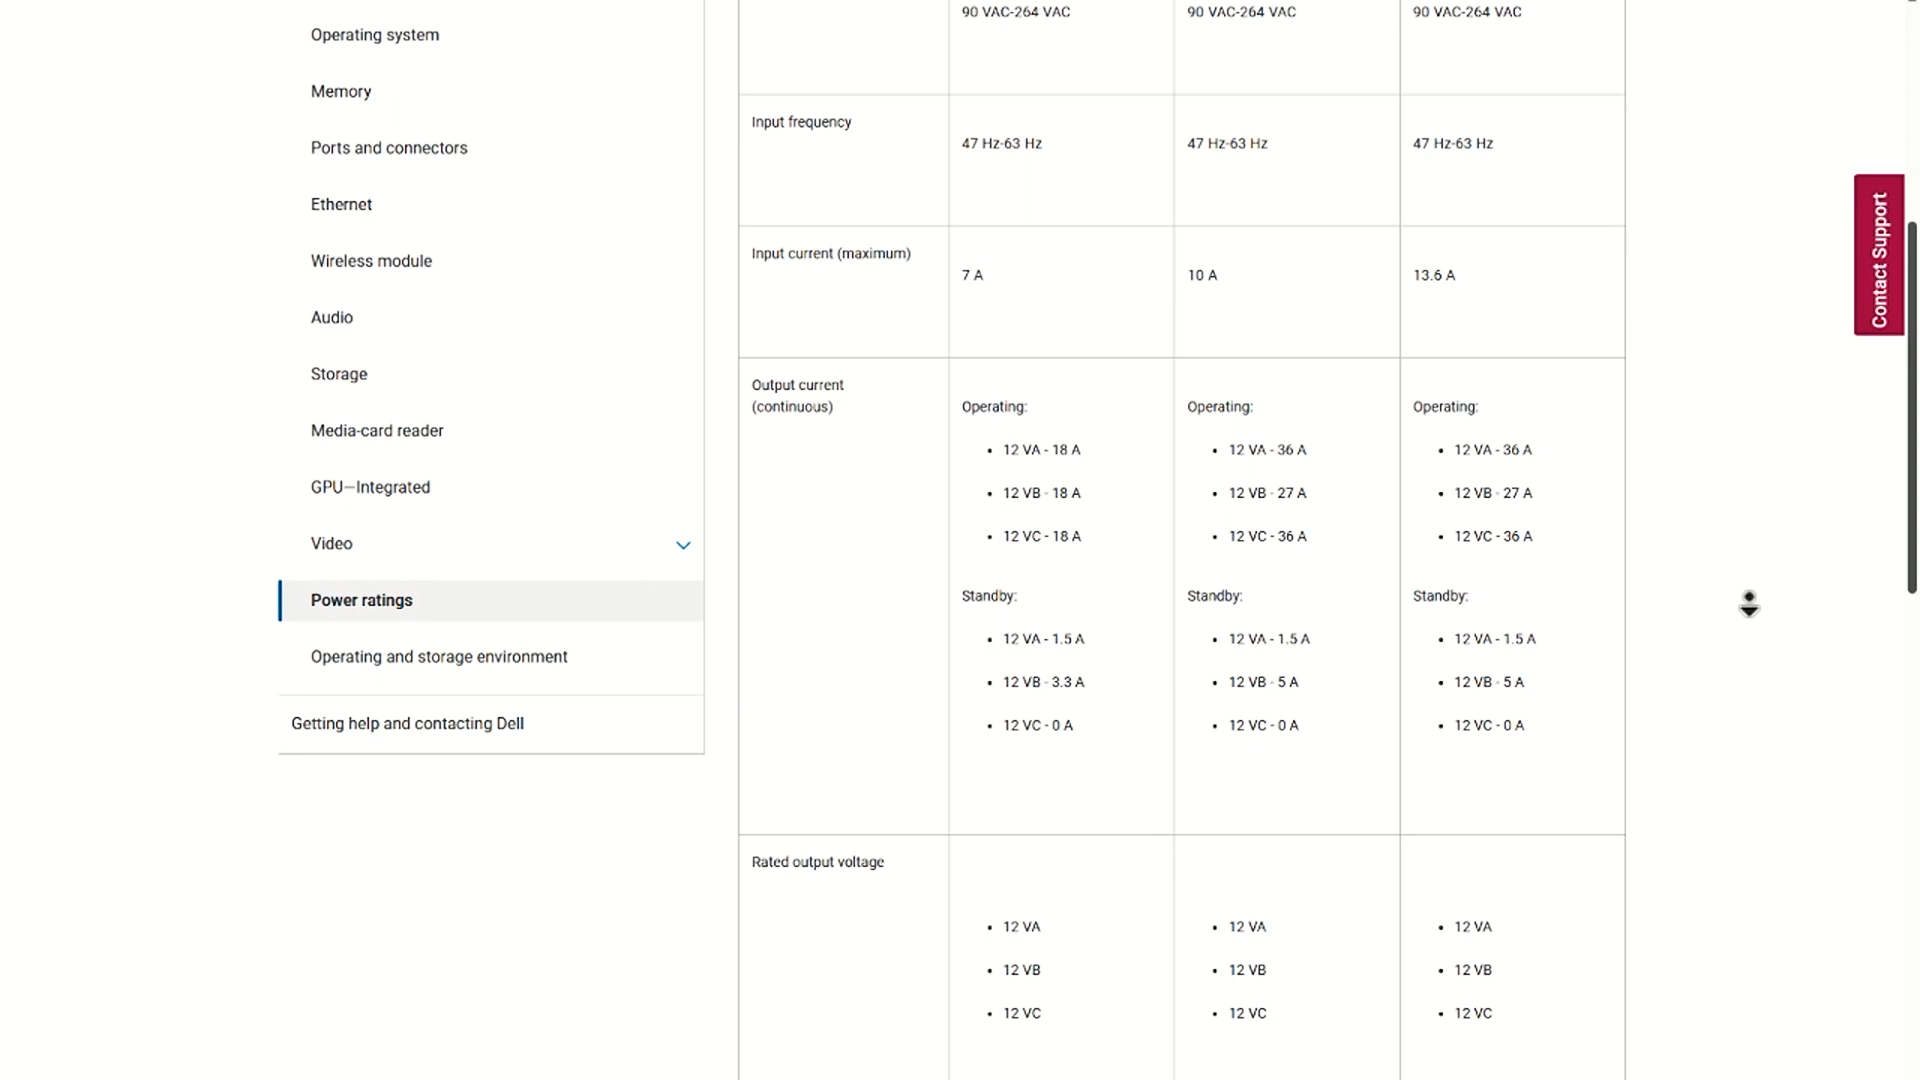 Operating system
Memory
Ports and connectors
Ethernet
Wireless module
Audio
Storage
Media-card reader
GPU—Integrated
Video
Power ratings
Operating and storage environment
Getting help and contacting Dell
90 VAC-264 VAC 90 VAC-264 VAC 90 VAC-264 VAC
Input frequency
47 Hz-63 Hz 47 Hz-63 Hz 47 Hz-63 Hz
Input current (maximum)
7 A 10 A 13.6 A
Output current
(continuous)
Operating: Operating: Operating:
• 12 VA - 18 A • 12 VA - 36 A • 12 VA - 36 A
• 12 VB - 18 A • 12 VB - 27 A • 12 VB - 27 A
• 12 VC - 18 A • 12 VC - 36 A • 12 VC - 36 A
Standby: Standby: Standby:
• 12 VA - 1.5 A • 12 VA - 1.5 A • 12 VA - 1.5 A
• 12 VB - 3.3 A • 12 VB - 5 A • 12 VB - 5 A
• 12 VC - 0 A • 12 VC - 0 A • 12 VC - 0 A
Rated output voltage
• 12 VA • 12 VA • 12 VA
• 12 VB • 12 VB • 12 VB
• 12 VC • 12 VC • 12 VC
Contact Support